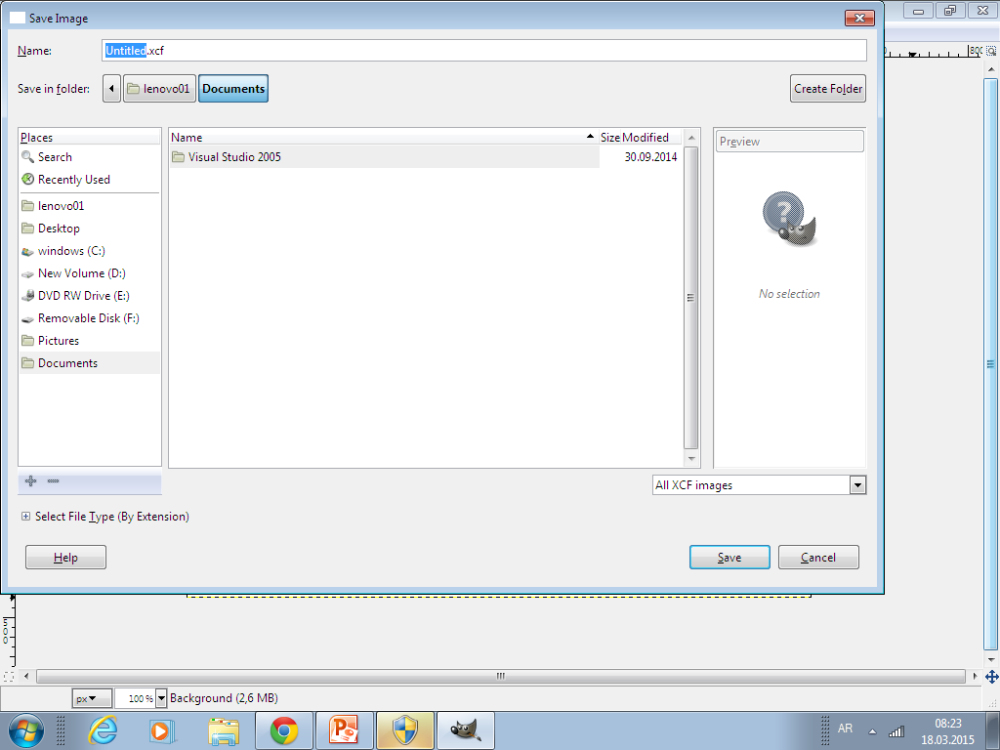 Save Image
Name: Untitled.xcf
Save in folder: lenovo01 Documents Create Folder
800
Places
Search
Recently Used
lenovo01
Desktop
windows (C:)
New Volume (D:)
DVD RW Drive (E:)
Removable Disk (F:)
Pictures
Documents
Name Size Modified
Visual Studio 2005 30.09.2014
Preview
No selection
All XCF images
Select File Type (By Extension)
Help Save Cancel
500
px 100 % Background (2,6 MB)
AR 08:23
18.03.2015